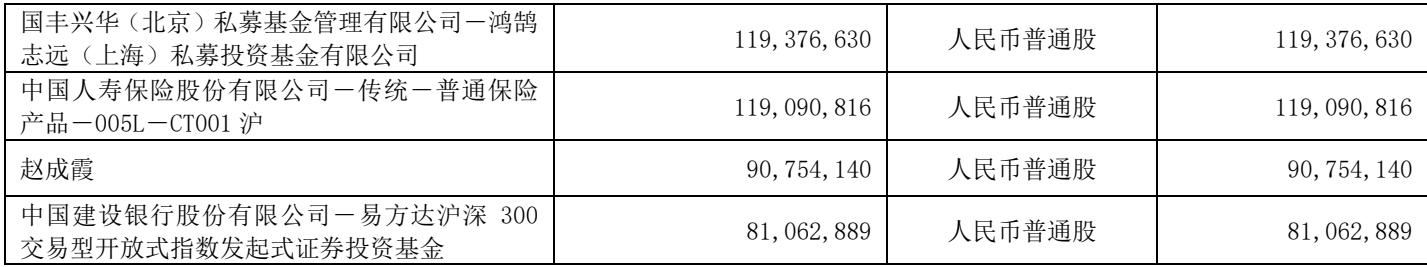 国丰兴华（北京）私募基金管理有限公司－鸿鹄
志远（上海）私募投资基金有限公司
119,376,630 人民币普通股 119,376,630
中国人寿保险股份有限公司－传统－普通保险
产品－005L－CT001沪
119,090,816 人民币普通股 119,090,816
赵成霞 90,754,140 人民币普通股 90,754,140
中国建设银行股份有限公司－易方达沪深 300
交易型开放式指数发起式证券投资基金
81,062,889 人民币普通股 81,062,889